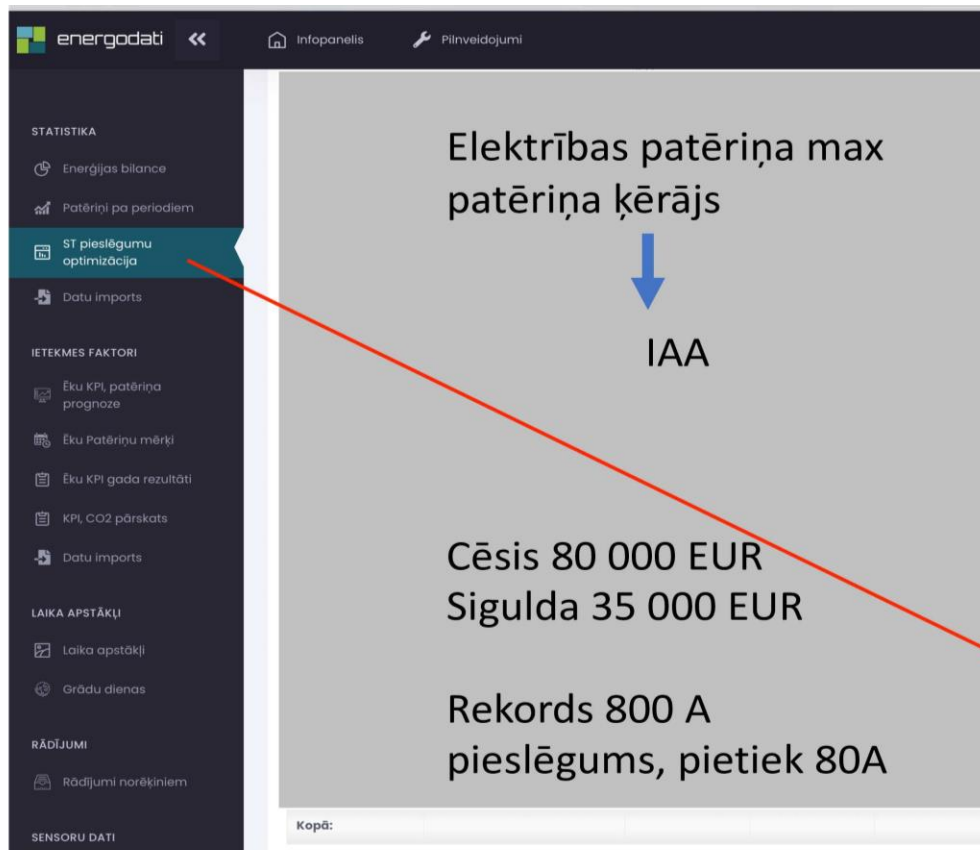 energodati
Infopanelis
Pilnveidojumi
STATISTIKA
Enerģijas bilance
Patēriņi pa periodiem
ST pieslēgumu
optimizācija
Datu imports
IETEKMES FAKTORI
Ēku KPI, patēriņa
prognoze
Ēku Patēriņu mērķi
Ēku KPI gada rezultāti
KPI, CO2 pārskats
Datu imports
LAIKA APSTĀKĻI
Laika apstākļi
Grādu dienas
RĀDĪJUMI
Rādījumi norēķiniem
SENSORU DATI
Elektrības patēriņa max
patēriņa ķērājs
IAA
Cēsis 80 000 EUR
Sigulda 35 000 EUR
Rekords 800 A
pieslēgums, pietiek 80A
Kopā: